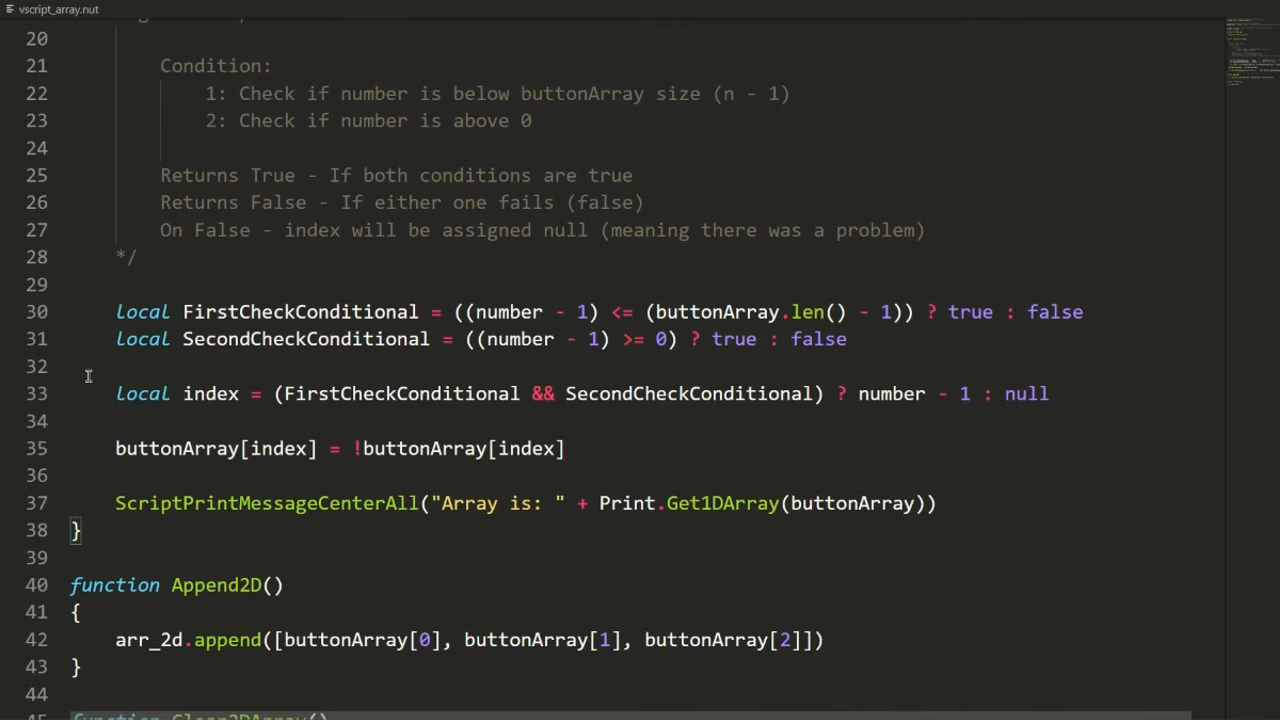 vscript_array.nut
20
21 Condition:
22 1: Check if number is below buttonArray size (n - 1)
23 2: Check if number is above 0
24
25 Returns True - If both conditions are true
26 Returns False - If either one fails (false)
27 On False - index will be assigned null (meaning there was a problem)
28 */
29
30 local FirstCheckConditional = ((number - 1) <= (buttonArray.len() - 1)) ? true : false
31 local SecondCheckConditional = ((number - 1) >= 0) ? true : false
32
33 local index = (FirstCheckConditional && SecondCheckConditional) ? number - 1 : null
34
35 buttonArray[index] = !buttonArray[index]
36
37 ScriptPrintMessageCenterAll("Array is: " + Print.Get1DArray(buttonArray))
38 }
39
40 function Append2D()
41 {
42 arr_2d.append([buttonArray[0], buttonArray[1], buttonArray[2]])
43 }
44